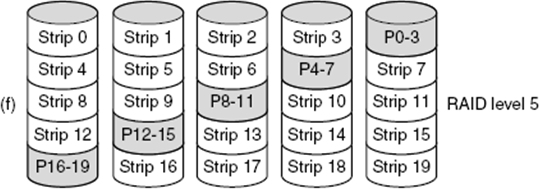 Strip 0 Strip 1 Strip 2 Strip 3 P0-3
Strip 4 Strip 5 Strip 6 P4-7 Strip 7
(f) Strip 8 Strip 9 P8-11 Strip 10 Strip 11 RAID level 5
Strip 12 P12-15 Strip 13 Strip 14 Strip 15
P16-19 Strip 16 Strip 17 Strip 18 Strip 19